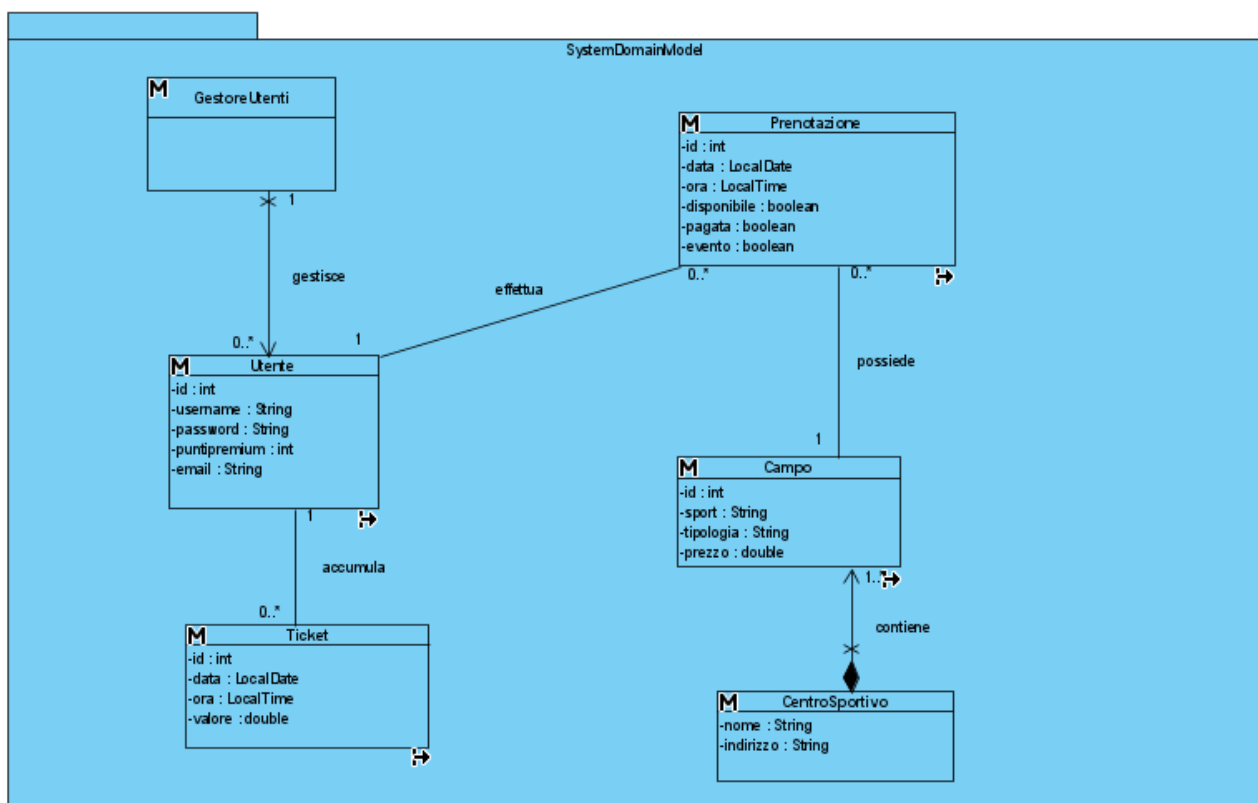 SystemDomainModel
M
GestoreUtenti
1
gestisce
0..*
M
Prenotazione
-id : int
-data : LocalDate
-ora : LocalTime
-disponibile : boolean
-pagata : boolean
-evento : boolean
0..*
0..*
effettua
1
possiede
1
M
Utente
-id : int
-username : String
-password : String
-puntipremium : int
-email : String
1
accumula
0..*
M
Campo
-id : int
-sport : String
-tipologia : String
-prezzo : double
1..*
contiene
M
Ticket
-id : int
-data : LocalDate
-ora : LocalTime
-valore : double
M
CentroSportivo
-nome : String
-indirizzo : String